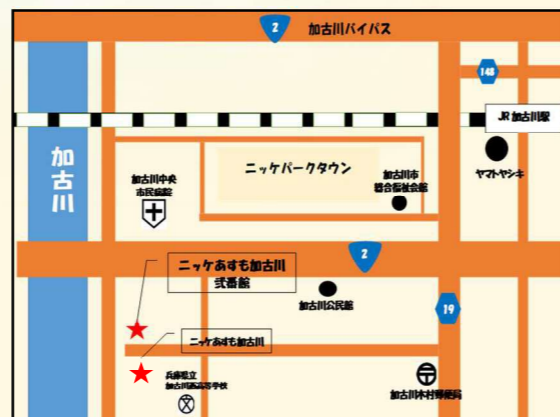 2
加古川バイパス
148
JR 加古川駅
加古川
ニッケパークタウン
加古川中央
市民病院
加古川市
総合福祉会館
ヤマトヤシキ
ニッケあすも加古川
弐番館
2
加古川公民館
19
ニッケあすも加古川
兵庫県立
加古川西高等学校
加古川木村郵便局